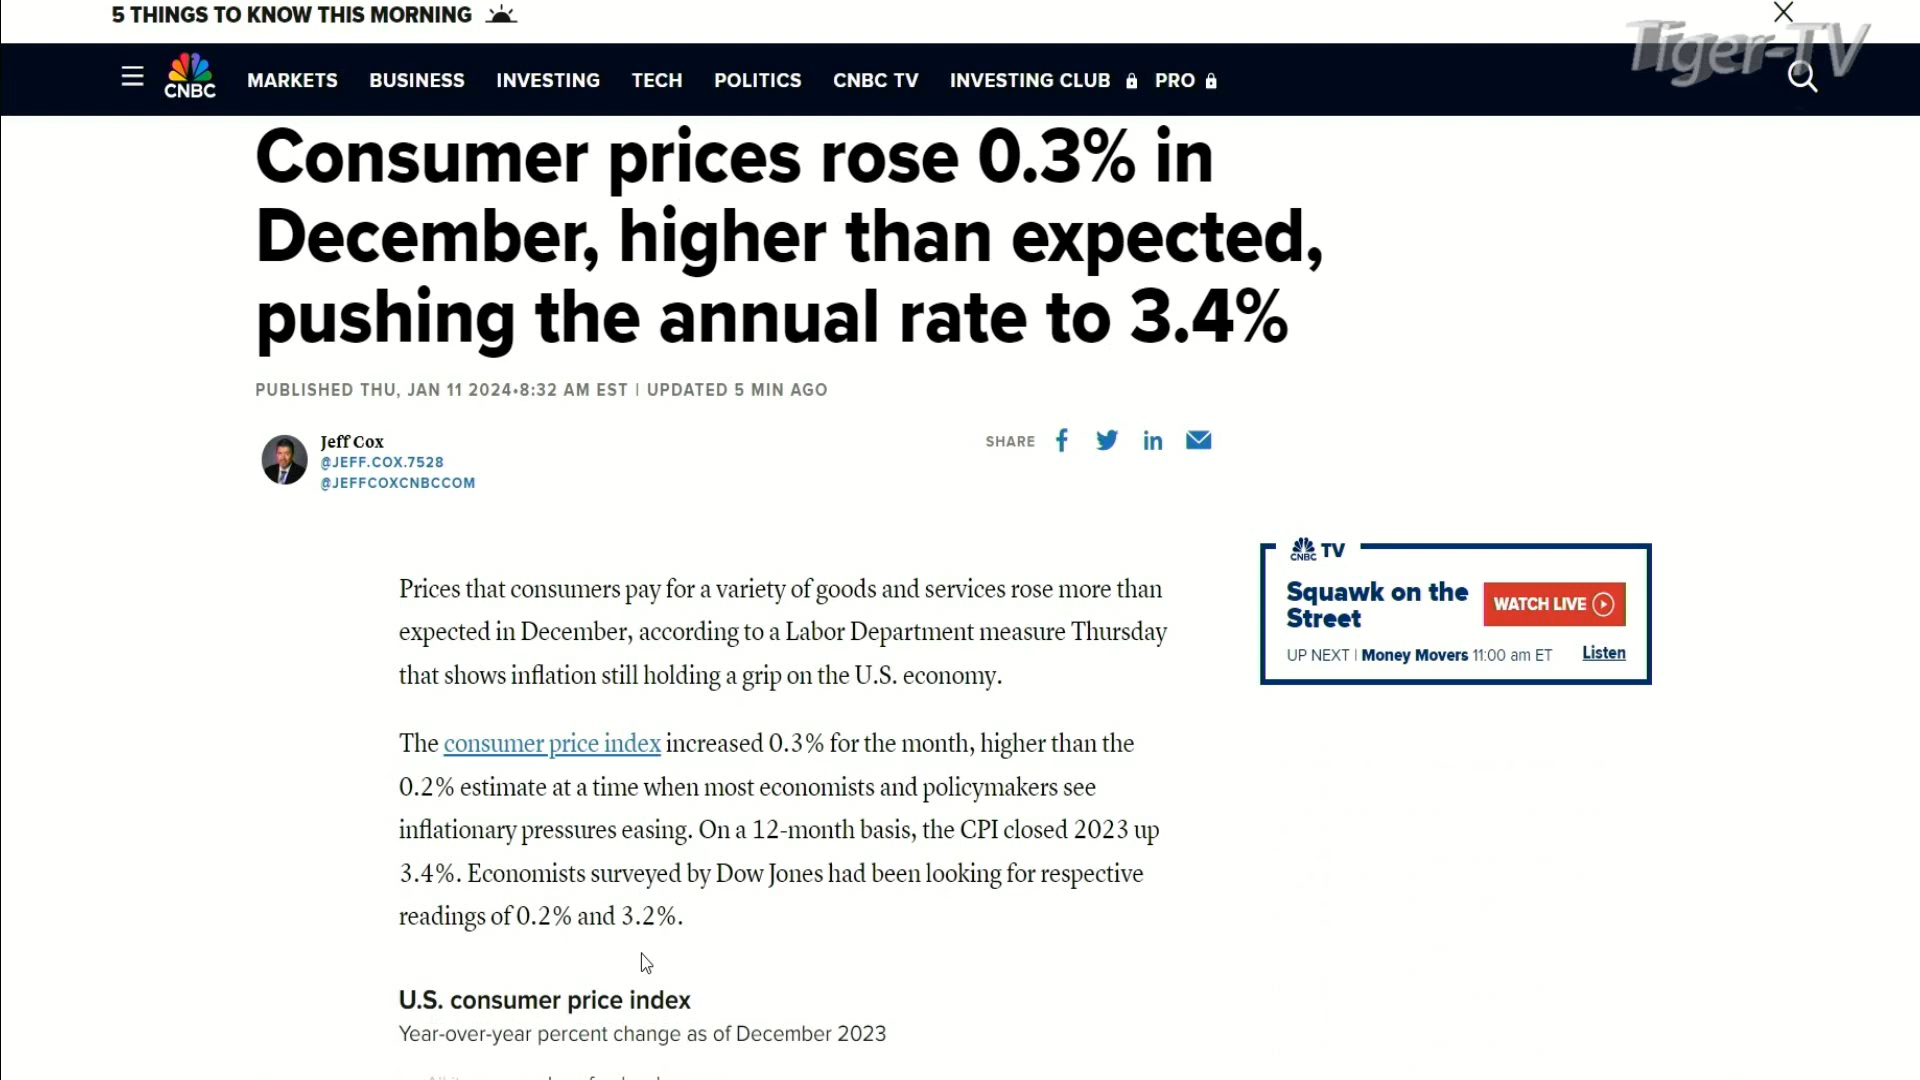 5 THINGS TO KNOW THIS MORNING
Tiger-TV
CNBC
MARKETS BUSINESS INVESTING TECH POLITICS CNBC TV INVESTING CLUB PRO
Consumer prices rose 0.3% in
December, higher than expected,
pushing the annual rate to 3.4%
PUBLISHED THU, JAN 11 2024•8:32 AM EST | UPDATED 5 MIN AGO
Jeff Cox
@JEFF.COX.7528
@JEFFCOXCNBCCOM
SHARE
Prices that consumers pay for a variety of goods and services rose more than
expected in December, according to a Labor Department measure Thursday
that shows inflation still holding a grip on the U.S. economy.
The consumer price index increased 0.3% for the month, higher than the
0.2% estimate at a time when most economists and policymakers see
inflationary pressures easing. On a 12-month basis, the CPI closed 2023 up
3.4%. Economists surveyed by Dow Jones had been looking for respective
readings of 0.2% and 3.2%.
CNBC TV
Squawk on the
Street
WATCH LIVE
UP NEXT | Money Movers 11:00 am ET
Listen
U.S. consumer price index
Year-over-year percent change as of December 2023